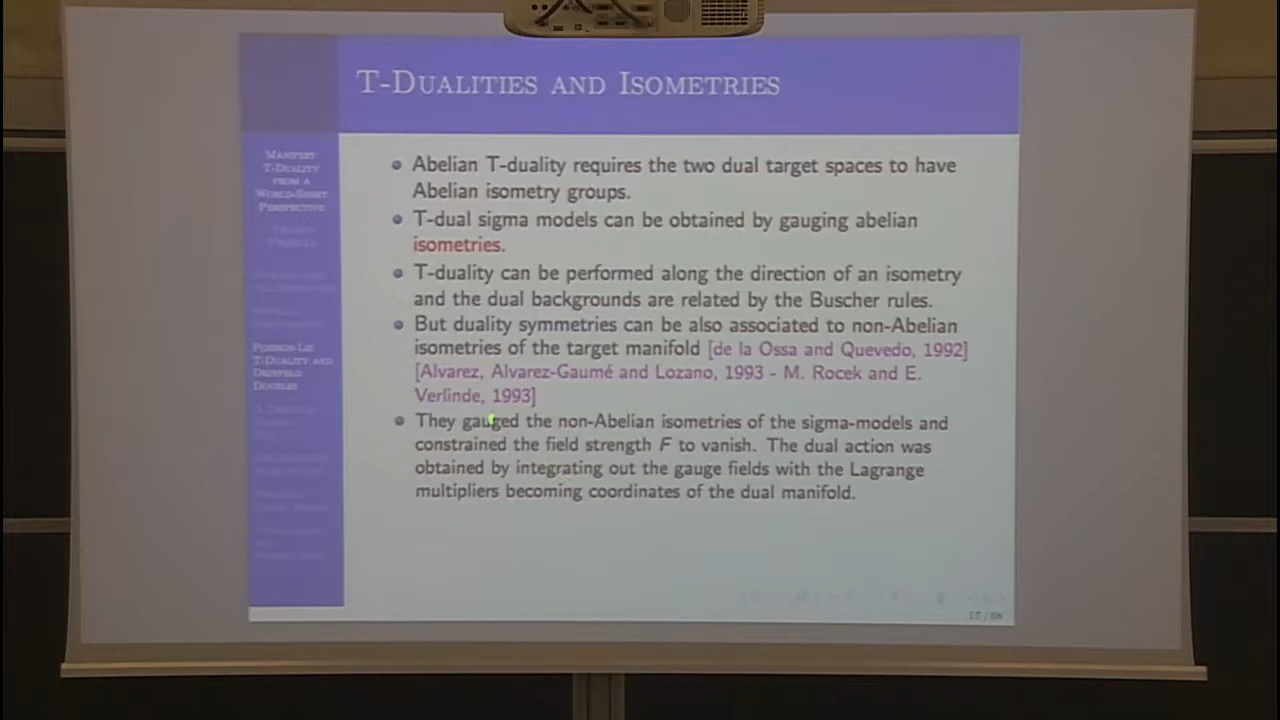 T-Dualities and Isometries
Manifest
T-Duality
from a
World-Sheet
Perspective
Poisson-Lie
T-Duality and
Drinfeld
Doubles
• Abelian T-duality requires the two dual target spaces to have
Abelian isometry groups.
• T-dual sigma models can be obtained by gauging abelian
isometries.
• T-duality can be performed along the direction of an isometry
and the dual backgrounds are related by the Buscher rules.
• But duality symmetries can be also associated to non-Abelian
isometries of the target manifold [de la Ossa and Quevedo, 1992]
[Alvarez, Alvarez-Gaumé and Lozano, 1993 - M. Rocek and E.
Verlinde, 1993]
• They gauged the non-Abelian isometries of the sigma-models and
constrained the field strength F to vanish. The dual action was
obtained by integrating out the gauge fields with the Lagrange
multipliers becoming coordinates of the dual manifold.
17 / 68